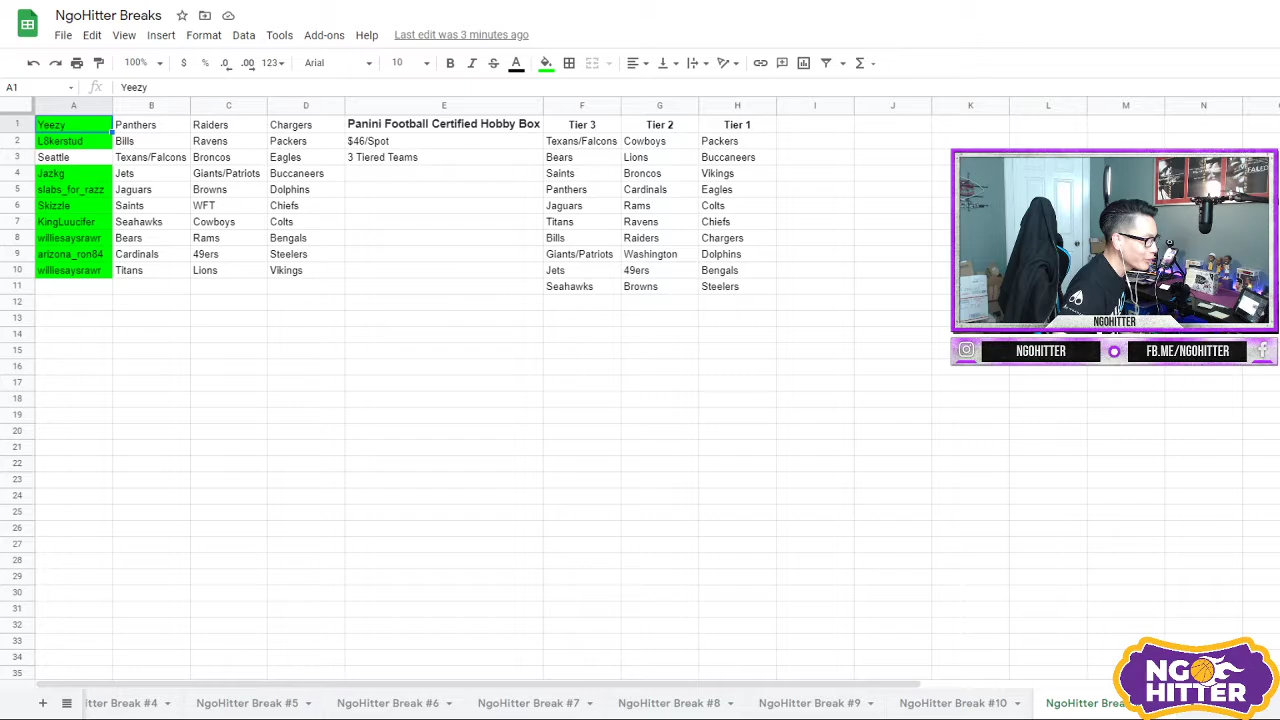 NgoHitter Breaks
File Edit View Insert Format Data Tools Add-ons Help Last edit was 3 minutes ago
100% $ % .0 .00 123 Arial 10 B I S A
A1 fx Yeezy
A B C D E F G H I J K L M N
1 Yeezy Panthers Raiders Chargers Panini Football Certified Hobby Box Tier 3 Tier 2 Tier 1
2 L8kerstud Bills Ravens Packers $46/Spot Texans/Falcons Cowboys Packers
3 Seattle Texans/Falcons Broncos Eagles 3 Tiered Teams Bears Lions Buccaneers
4 Jazkg Jets Giants/Patriots Buccaneers Saints Broncos Vikings
5 slabs_for_razz Jaguars Browns Dolphins Panthers Cardinals Eagles
6 Skizzle Saints WFT Chiefs Jaguars Rams Colts
7 KingLuucifer Seahawks Cowboys Colts Titans Ravens Chiefs
8 williesaysrawr Bears Rams Bengals Bills Raiders Chargers
9 arizona_ron84 Cardinals 49ers Steelers Giants/Patriots Washington Dolphins
10 williesaysrawr Titans Lions Vikings Jets 49ers Bengals
11 Seahawks Browns Steelers
12
13
14
15
16
17
18
19
20
21
22
23
24
25
26
27
28
29
30
31
32
33
34
35
NGOHITTER
NGOHITTER FB.ME/NGOHITTER
itter Break #4 NgoHitter Break #5 NgoHitter Break #6 NgoHitter Break #7 NgoHitter Break #8 NgoHitter Break #9 NgoHitter Break #10 NgoHitter Brea
NGO
HITTER